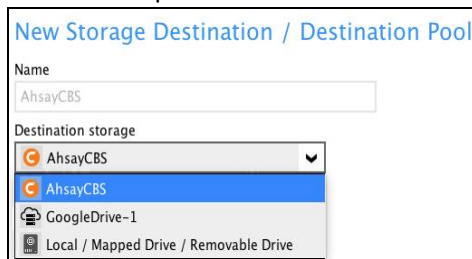 New Storage Destination / Destination Pool
Name
AhsayCBS
Destination storage
AhsayCBS
AhsayCBS
GoogleDrive-1
Local / Mapped Drive / Removable Drive